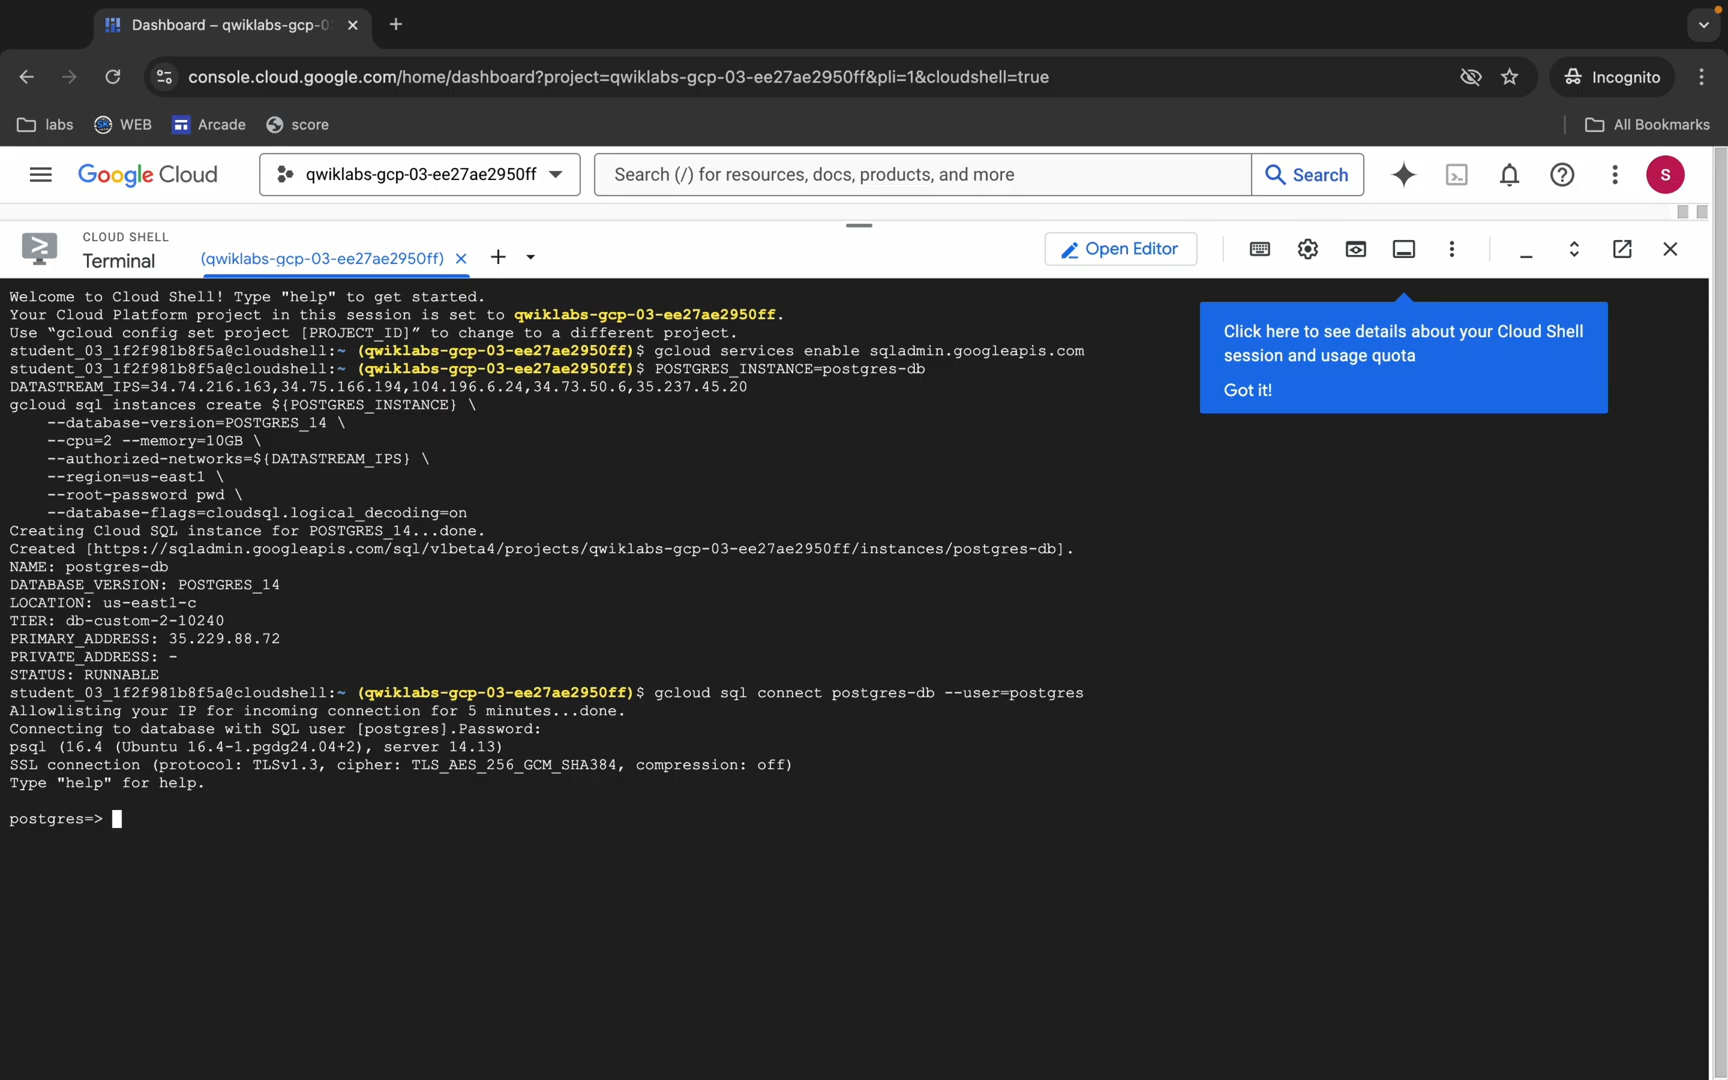 Dashboard – qwiklabs-gcp-0
console.cloud.google.com/home/dashboard?project=qwiklabs-gcp-03-ee27ae2950ff&pli=1&cloudshell=true
Incognito
labs
WEB
Arcade
score
All Bookmarks
Google Cloud
qwiklabs-gcp-03-ee27ae2950ff
Search (/) for resources, docs, products, and more
Search
S
CLOUD SHELL
Terminal
(qwiklabs-gcp-03-ee27ae2950ff)
Open Editor
Welcome to Cloud Shell! Type "help" to get started.
Your Cloud Platform project in this session is set to qwiklabs-gcp-03-ee27ae2950ff.
Use “gcloud config set project [PROJECT_ID]” to change to a different project.
student_03_1f2f981b8f5a@cloudshell:~ (qwiklabs-gcp-03-ee27ae2950ff)$ gcloud services enable sqladmin.googleapis.com
student_03_1f2f981b8f5a@cloudshell:~ (qwiklabs-gcp-03-ee27ae2950ff)$ POSTGRES_INSTANCE=postgres-db
DATASTREAM_IPS=34.74.216.163,34.75.166.194,104.196.6.24,34.73.50.6,35.237.45.20
gcloud sql instances create ${POSTGRES_INSTANCE} \
    --database-version=POSTGRES_14 \
    --cpu=2 --memory=10GB \
    --authorized-networks=${DATASTREAM_IPS} \
    --region=us-east1 \
    --root-password pwd \
    --database-flags=cloudsql.logical_decoding=on
Creating Cloud SQL instance for POSTGRES_14...done.
Created [https://sqladmin.googleapis.com/sql/v1beta4/projects/qwiklabs-gcp-03-ee27ae2950ff/instances/postgres-db].
NAME: postgres-db
DATABASE_VERSION: POSTGRES_14
LOCATION: us-east1-c
TIER: db-custom-2-10240
PRIMARY_ADDRESS: 35.229.88.72
PRIVATE_ADDRESS: -
STATUS: RUNNABLE
student_03_1f2f981b8f5a@cloudshell:~ (qwiklabs-gcp-03-ee27ae2950ff)$ gcloud sql connect postgres-db --user=postgres
Allowlisting your IP for incoming connection for 5 minutes...done.
Connecting to database with SQL user [postgres].Password:
psql (16.4 (Ubuntu 16.4-1.pgdg24.04+2), server 14.13)
SSL connection (protocol: TLSv1.3, cipher: TLS_AES_256_GCM_SHA384, compression: off)
Type "help" for help.
postgres=>
Click here to see details about your Cloud Shell
session and usage quota
Got it!